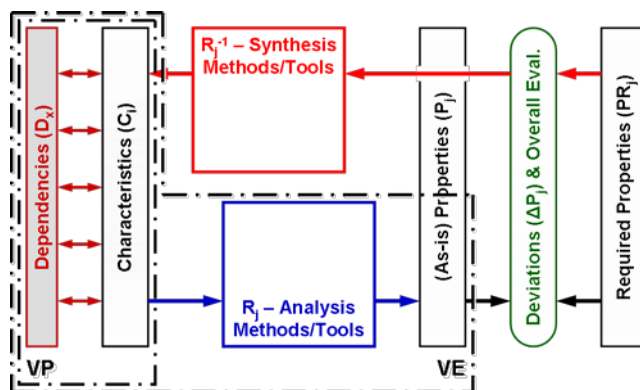 Dependencies (Dx)
Characteristics (Ci)
Rj-1 – Synthesis
Methods/Tools
Rj – Analysis
Methods/Tools
(As-is) Properties (Pj)
Deviations (ΔPj) & Overall Eval.
Required Properties (PRj)
VP
VE